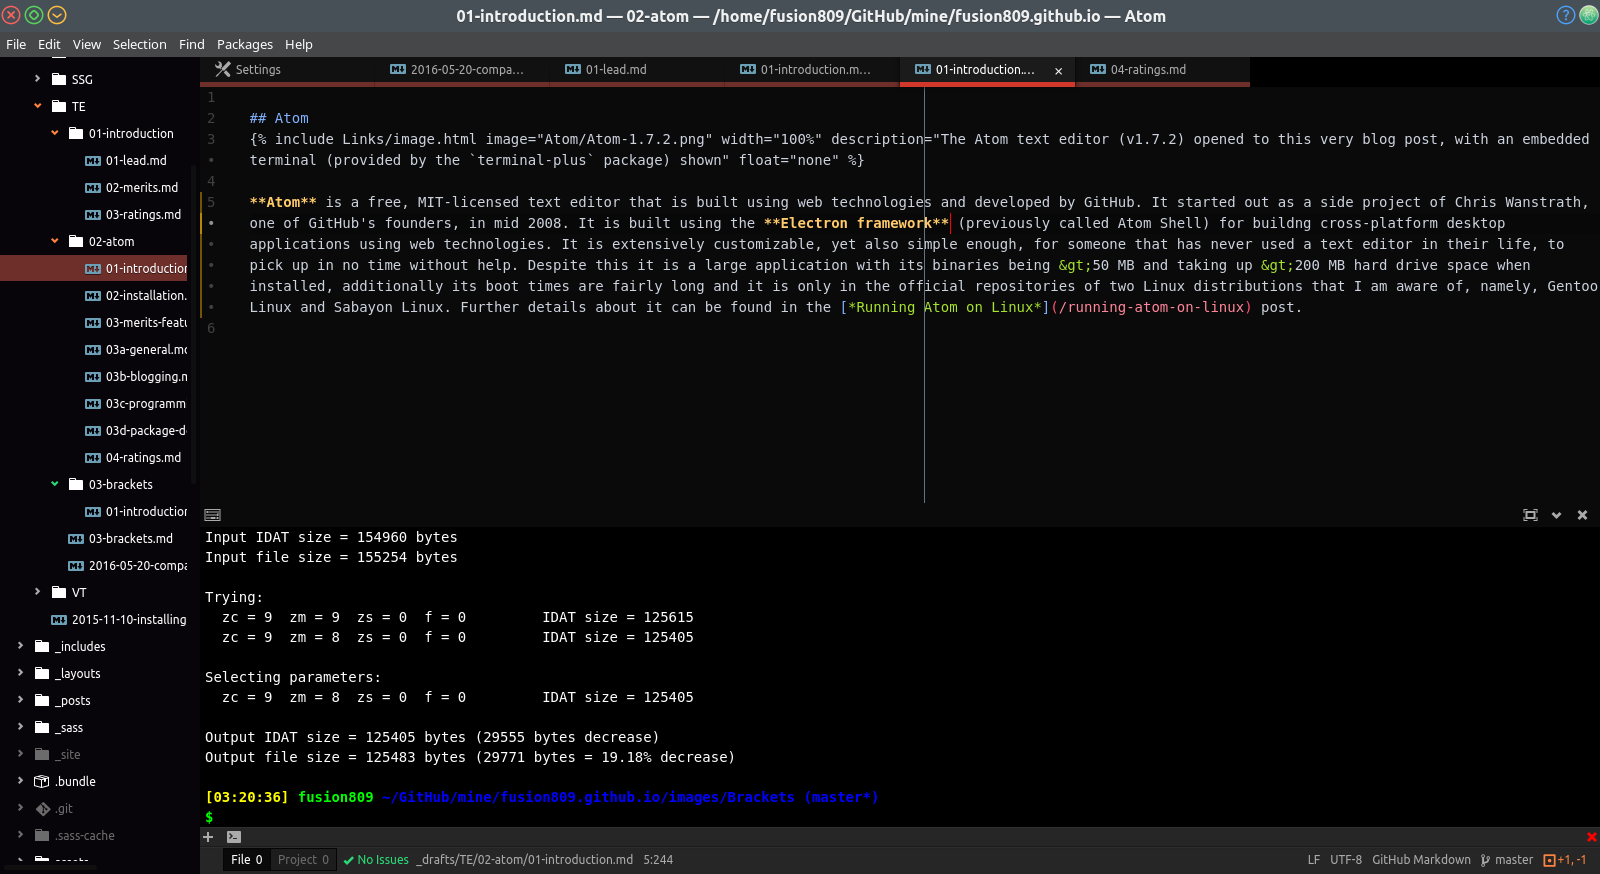 01-introduction.md — 02-atom — /home/fusion809/GitHub/mine/fusion809.github.io — Atom
File Edit View Selection Find Packages Help
SSG
TE
01-introduction
01-lead.md
02-merits.md
03-ratings.md
02-atom
01-introduction
02-installation.
03-merits-featu
03a-general.md
03b-blogging.m
03c-programm
03d-package-d
04-ratings.md
03-brackets
01-introduction
03-brackets.md
2016-05-20-compa
VT
2015-11-10-installing
_includes
_layouts
_posts
_sass
_site
.bundle
.git
.sass-cache
Settings
2016-05-20-compa…
01-lead.md
01-introduction.m…
01-introduction.…
04-ratings.md
1
2 ## Atom
3 {% include Links/image.html image="Atom/Atom-1.7.2.png" width="100%" description="The Atom text editor (v1.7.2) opened to this very blog post, with an embedded
• terminal (provided by the `terminal-plus` package) shown" float="none" %}
4
5 **Atom** is a free, MIT-licensed text editor that is built using web technologies and developed by GitHub. It started out as a side project of Chris Wanstrath,
• one of GitHub's founders, in mid 2008. It is built using the **Electron framework** (previously called Atom Shell) for buildng cross-platform desktop
• applications using web technologies. It is extensively customizable, yet also simple enough, for someone that has never used a text editor in their life, to
• pick up in no time without help. Despite this it is a large application with its binaries being &gt;50 MB and taking up &gt;200 MB hard drive space when
• installed, additionally its boot times are fairly long and it is only in the official repositories of two Linux distributions that I am aware of, namely, Gentoo
• Linux and Sabayon Linux. Further details about it can be found in the [*Running Atom on Linux*](/running-atom-on-linux) post.
6
Input IDAT size = 154960 bytes
Input file size = 155254 bytes
Trying:
zc = 9 zm = 9 zs = 0 f = 0 IDAT size = 125615
zc = 9 zm = 8 zs = 0 f = 0 IDAT size = 125405
Selecting parameters:
zc = 9 zm = 8 zs = 0 f = 0 IDAT size = 125405
Output IDAT size = 125405 bytes (29555 bytes decrease)
Output file size = 125483 bytes (29771 bytes = 19.18% decrease)
[03:20:36] fusion809 ~/GitHub/mine/fusion809.github.io/images/Brackets (master*)
$
File 0 Project 0 No Issues _drafts/TE/02-atom/01-introduction.md 5:244 LF UTF-8 GitHub Markdown master +1, -1